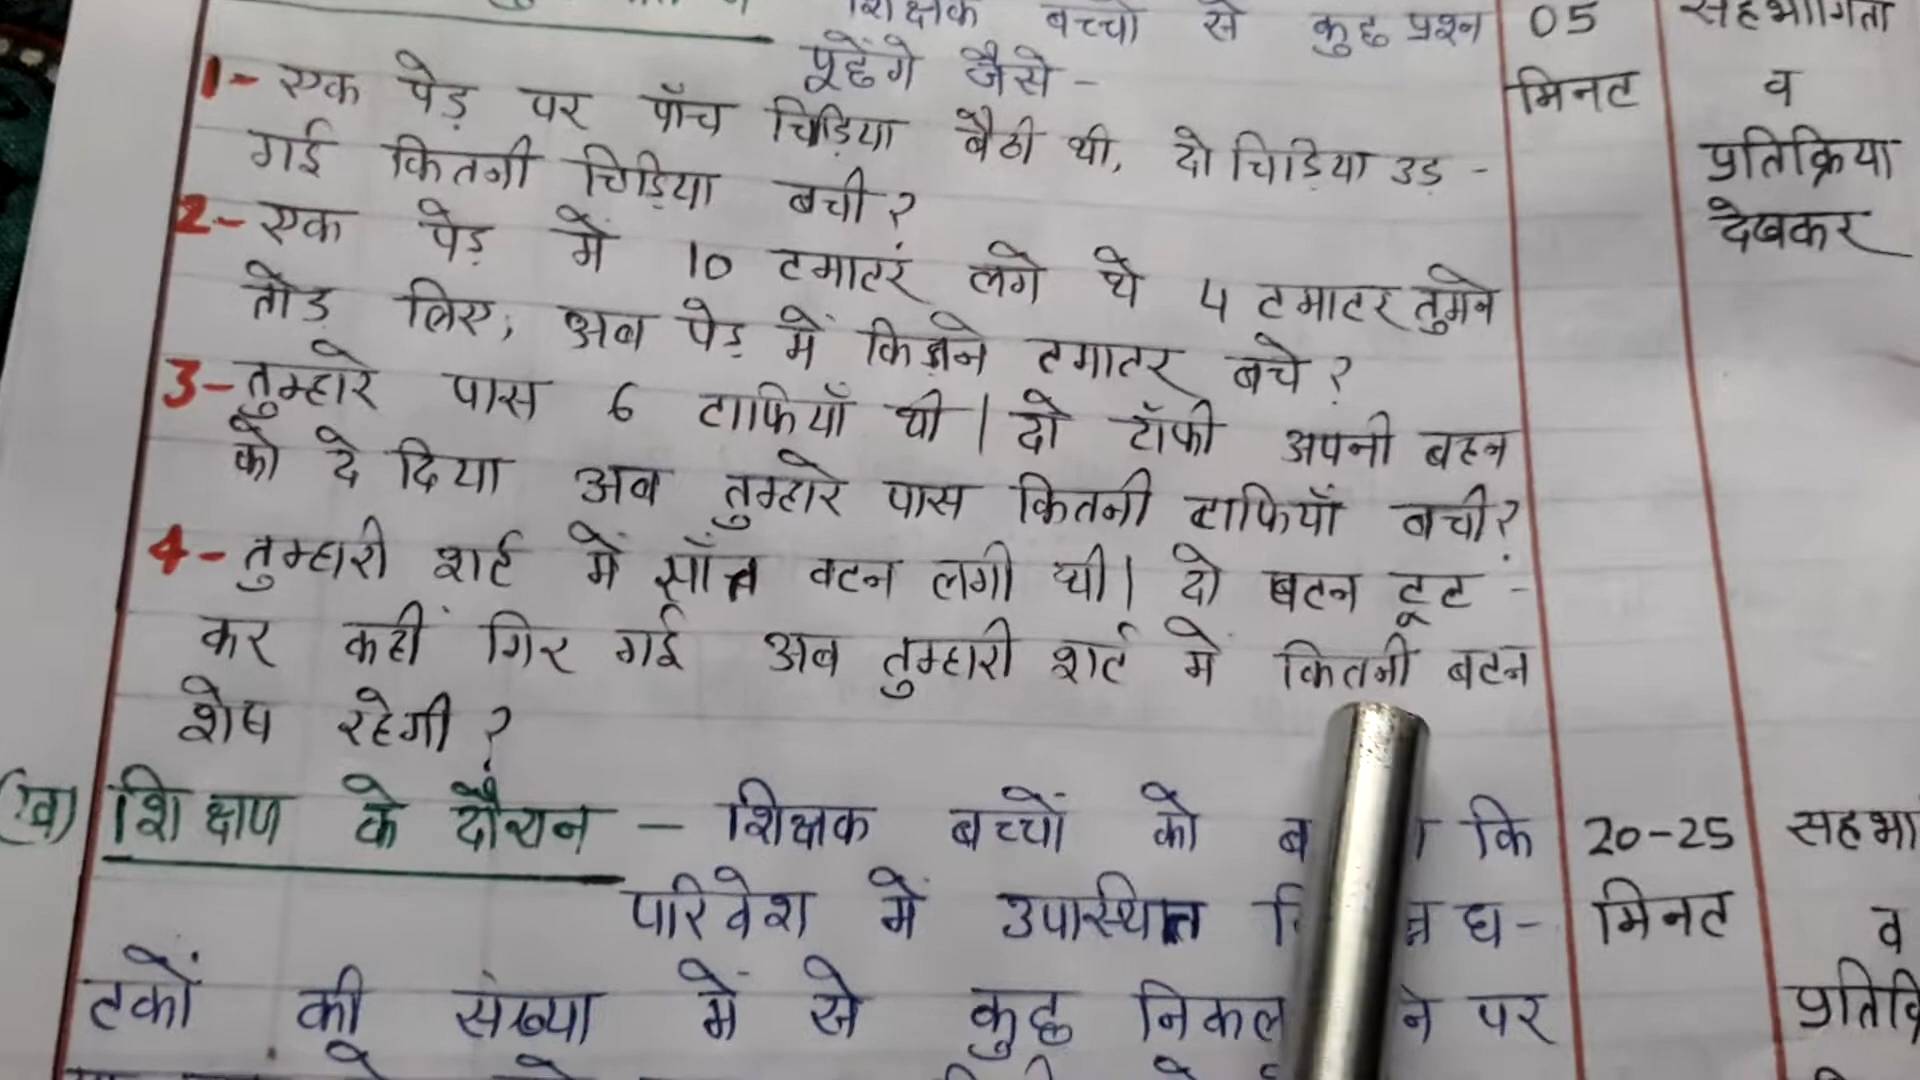 शिक्षक बच्चो से कुछ प्रश्न 05 सहभागिता
पूछेंगे जैसे - मिनट व
1- एक पेड़ पर पाँच चिड़िया बैठी थी, दो चिड़िया उड़ - प्रतिक्रिया
गई कितनी चिड़िया बची? देखकर
2- एक पेड़ में 10 टमाटरं लगे थे 4 टमाटर तुमने
तोड़ लिए, अब पेड़ में कितने टमाटर बचे?
3- तुम्हारे पास 6 टाफियाँ थी। दो टॉफी अपनी बहन
को दे दिया अब तुम्हारे पास कितनी टाफियाँ बची?
4- तुम्हारी शर्ट में साँत बटन लगी थी। दो बटन टूट -
कर कहीं गिर गई अब तुम्हारी शर्ट में कितनी बटन
शेष रहेगी ?
(ख) शिक्षण के दौरान - शिक्षक बच्चों को कि 20-25 सहभा
परिवेश में उपास्थित घ- मिनट व
टकों की संख्या में से कुछ निकल ने पर प्रतिक्रि